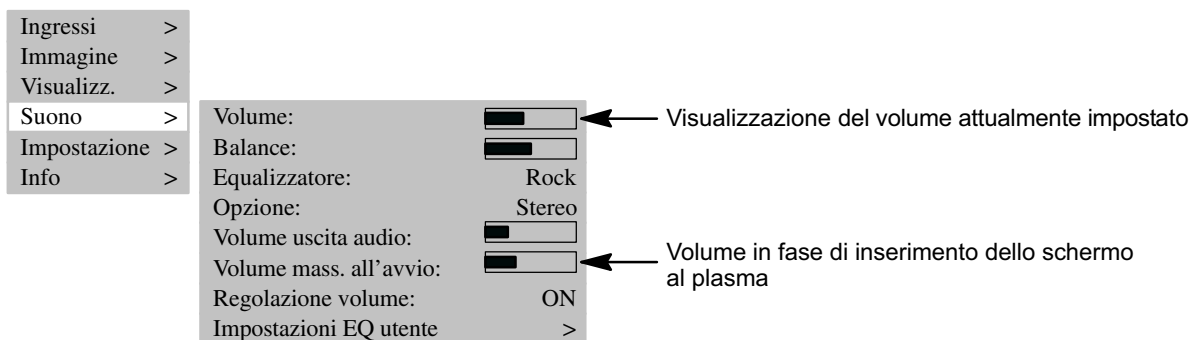 Ingressi >
Immagine >
Visualizz. >
Suono >
Impostazione >
Info >
Volume:
Balance:
Equalizzatore: Rock
Opzione: Stereo
Volume uscita audio:
Volume mass. all'avvio:
Regolazione volume: ON
Impostazioni EQ utente >
Visualizzazione del volume attualmente impostato
Volume in fase di inserimento dello schermo
al plasma